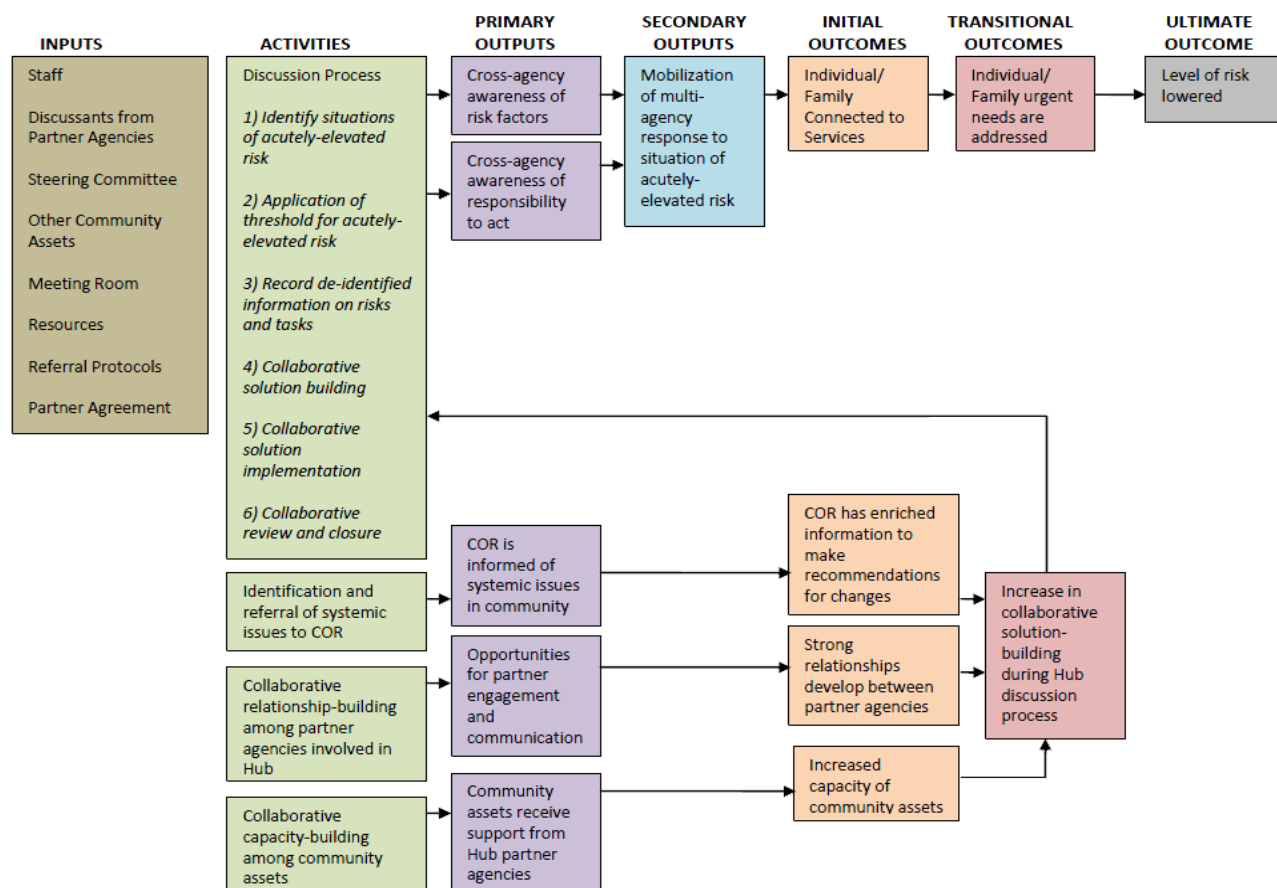 INPUTS
Staff
Discussants from
Partner Agencies
Steering Committee
Other Community
Assets
Meeting Room
Resources
Referral Protocols
Partner Agreement
ACTIVITIES
Discussion Process
1) Identify situations
of acutely-elevated
risk
2) Application of
threshold for acutely-
elevated risk
3) Record de-identified
information on risks
and tasks
4) Collaborative
solution building
5) Collaborative
solution
implementation
6) Collaborative
review and closure
Identification and
referral of systemic
issues to COR
Collaborative
relationship-building
among partner
agencies involved in
Hub
Collaborative
capacity-building
among community
assets
PRIMARY
OUTPUTS
Cross-agency
awareness of
risk factors
Cross-agency
awareness of
responsibility
to act
COR is
informed of
systemic issues
in community
Opportunities
for partner
engagement
and
communication
Community
assets receive
support from
Hub partner
agencies
SECONDARY
OUTPUTS
Mobilization
of multi-
agency
response to
situation of
acutely-
elevated risk
INITIAL
OUTCOMES
Individual/
Family
Connected to
Services
COR has enriched
information to
make
recommendations
for changes
Strong
relationships
develop between
partner agencies
Increased
capacity of
community assets
TRANSITIONAL
OUTCOMES
Individual/
Family urgent
needs are
addressed
Increase in
collaborative
solution-
building
during Hub
discussion
process
ULTIMATE
OUTCOME
Level of risk
lowered